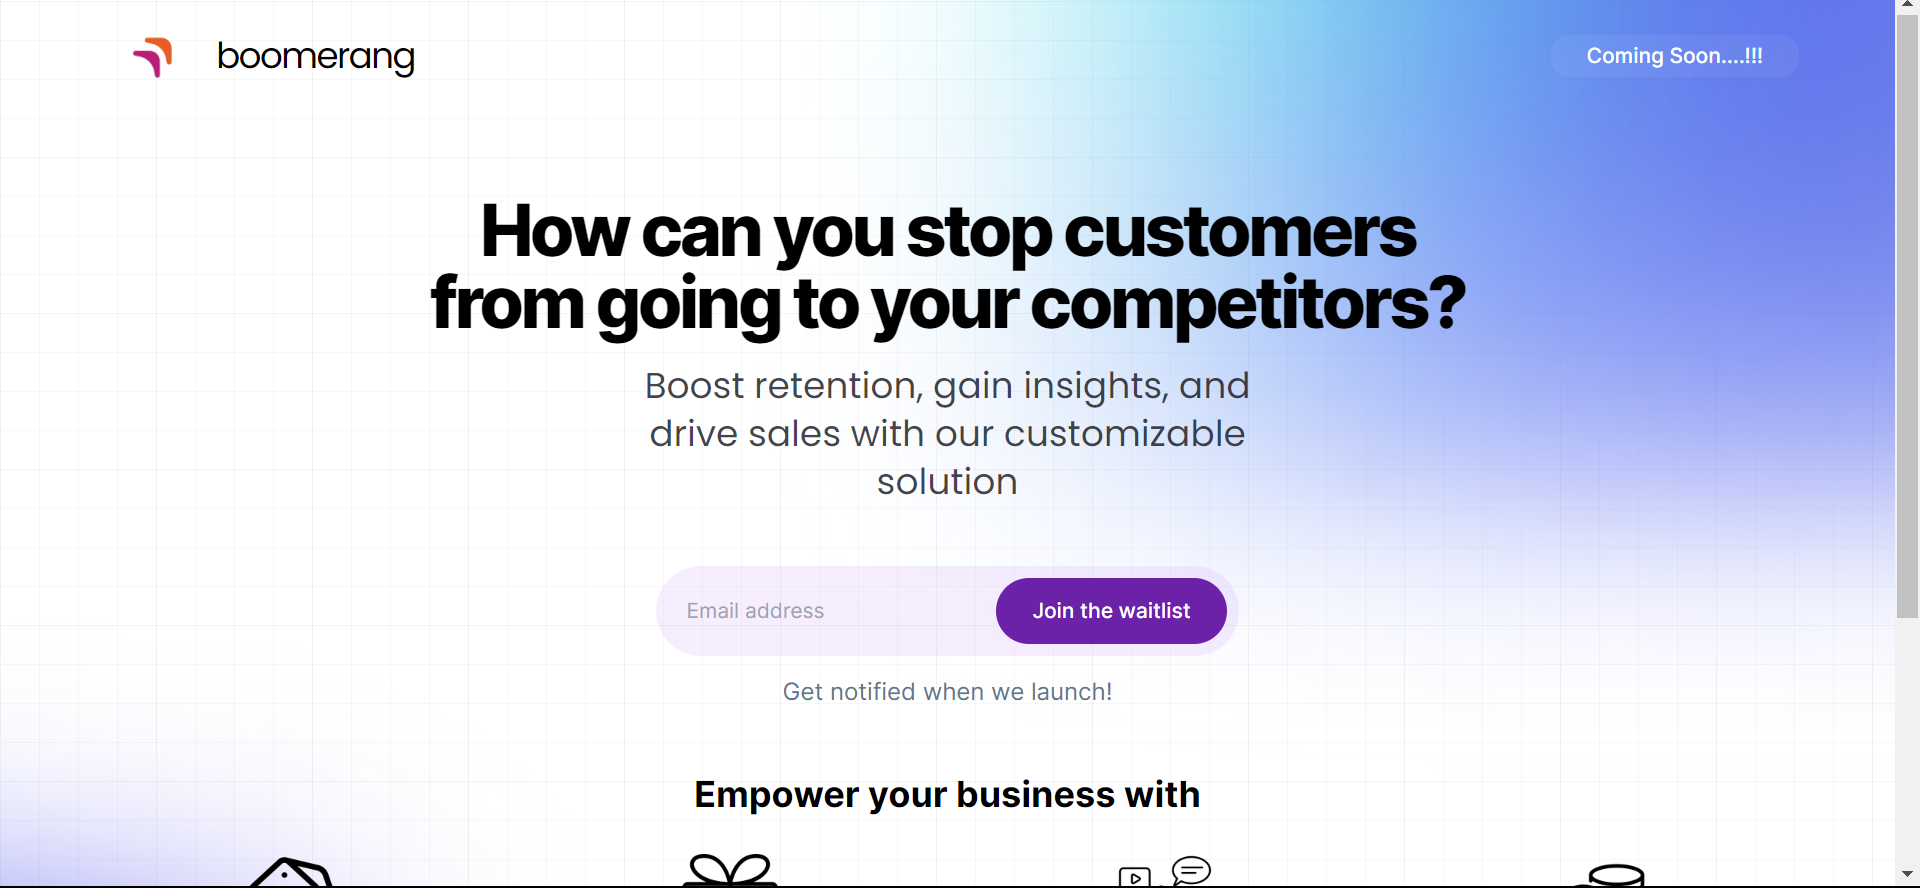 boomerang
Coming Soon....!!!
How can you stop customers
from going to your competitors?
Boost retention, gain insights, and
drive sales with our customizable
solution
Email address
Join the waitlist
Get notified when we launch!
Empower your business with